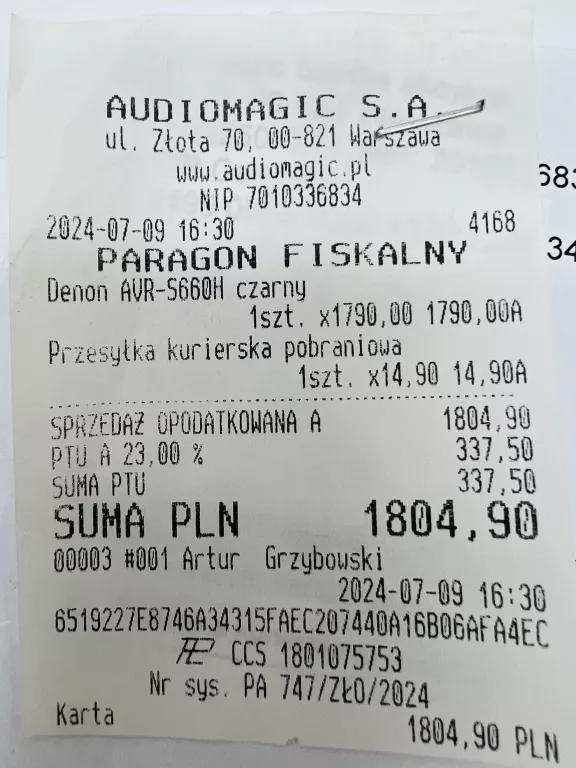 AUDIOMAGIC S.A.
ul. Złota 70, 00-821 Warszawa
www.audiomagic.pl
NIP 7010336834
2024-07-09 16:30 4168
PARAGON FISKALNY
Denon AVR-S660H czarny
1szt. x1790,00 1790,00A
Przesyłka kurierska pobraniowa
1szt. x14,90 14,90A
SPRZEDAŻ OPODATKOWANA A 1804,90
PTU A 23,00 % 337,50
SUMA PTU 337,50
SUMA PLN 1804,90
00003 #001 Artur Grzybowski
2024-07-09 16:30
6519227E8746A34315FAEC207440A16B06AFA4EC
CCS 1801075753
Nr sys. PA 747/ZŁO/2024
Karta 1804,90 PLN